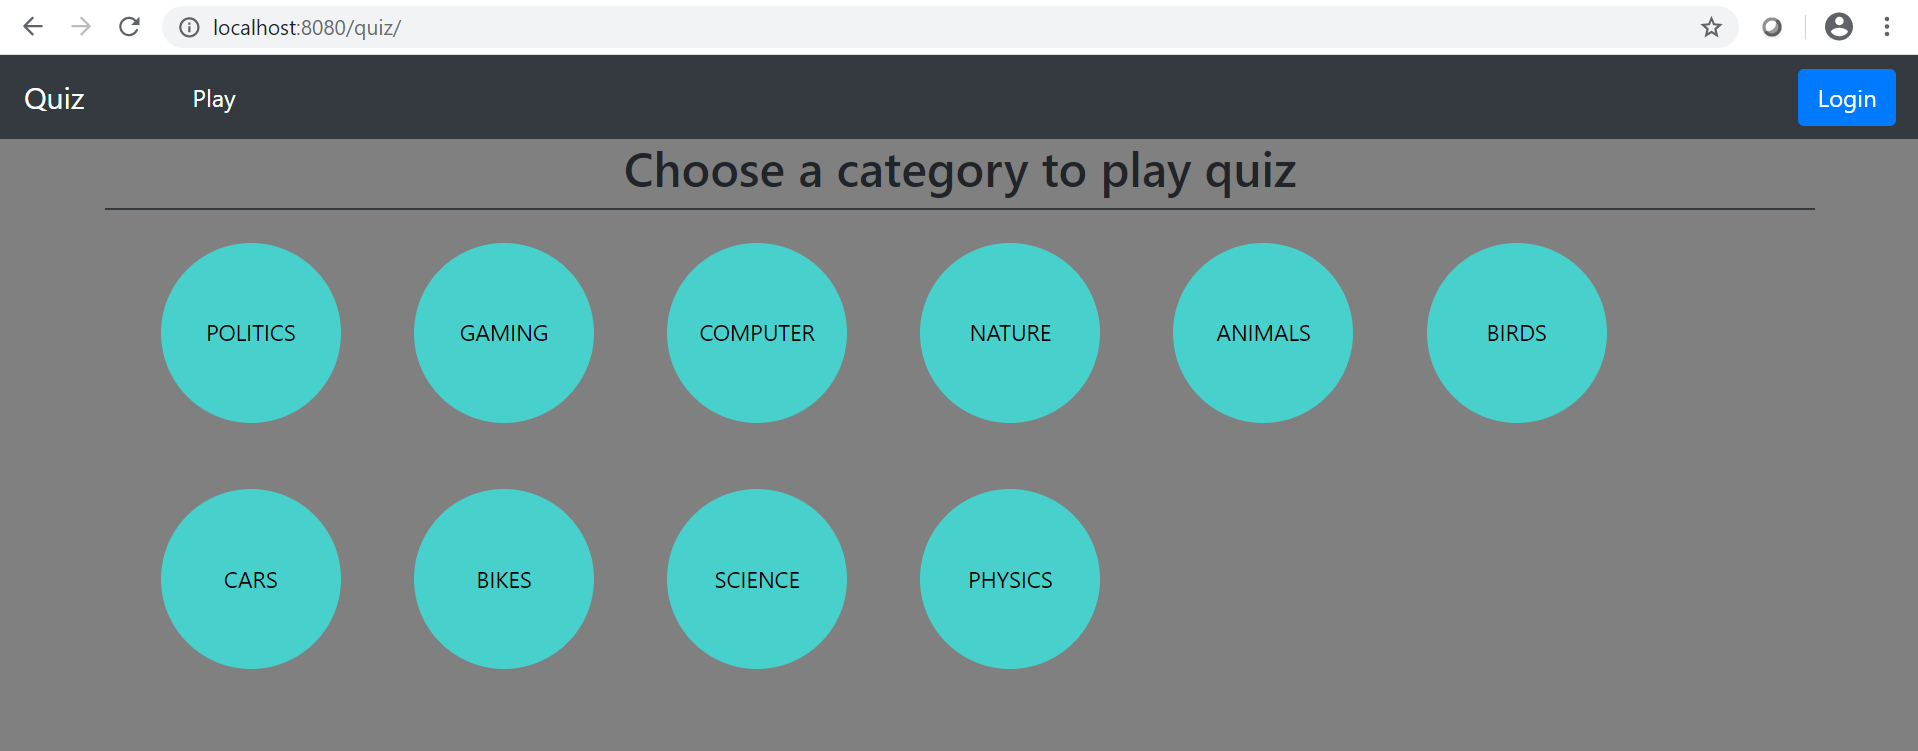 localhost:8080/quiz/
Quiz Play Login
Choose a category to play quiz
POLITICS GAMING COMPUTER NATURE ANIMALS BIRDS
CARS BIKES SCIENCE PHYSICS